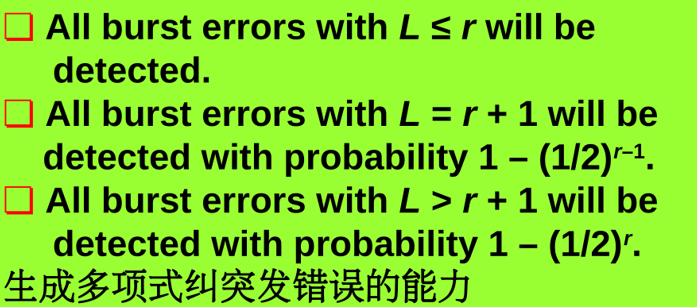 ❑ All burst errors with L ≤ r will be
detected.
❑ All burst errors with L = r + 1 will be
detected with probability 1 – (1/2)ʳ⁻¹.
❑ All burst errors with L > r + 1 will be
detected with probability 1 – (1/2)ʳ.
生成多项式纠突发错误的能力